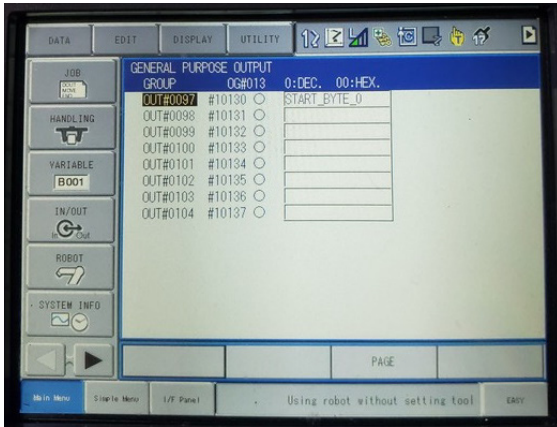 DATA EDIT DISPLAY UTILITY
JOB
DOUT
MOVE
END
HANDLING
VARIABLE
B001
IN/OUT
In Out
ROBOT
SYSTEM INFO
GENERAL PURPOSE OUTPUT
GROUP OG#013 0:DEC. 00:HEX.
OUT#0097 #10130 START_BYTE_0
OUT#0098 #10131
OUT#0099 #10132
OUT#0100 #10133
OUT#0101 #10134
OUT#0102 #10135
OUT#0103 #10136
OUT#0104 #10137
PAGE
Main Menu Simple Menu I/F Panel Using robot without setting tool EASY